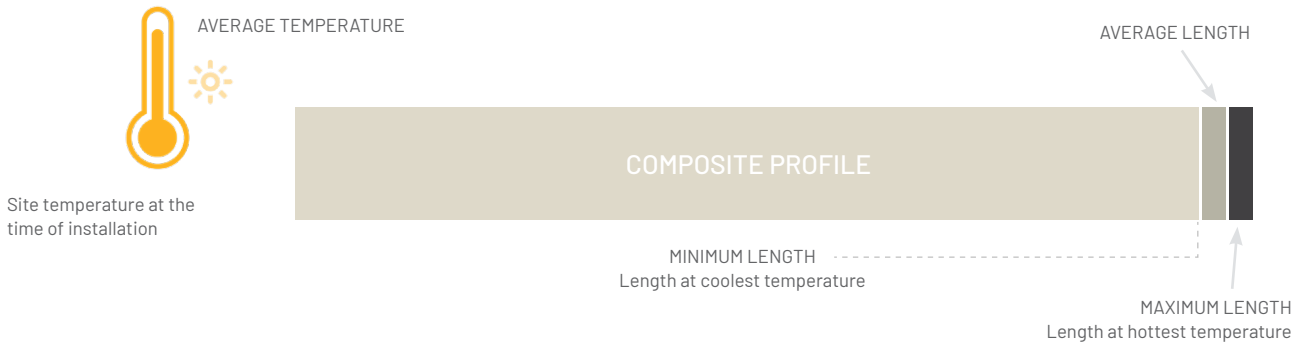 AVERAGE TEMPERATURE
AVERAGE LENGTH
COMPOSITE PROFILE
Site temperature at the
time of installation
MINIMUM LENGTH
Length at coolest temperature
MAXIMUM LENGTH
Length at hottest temperature